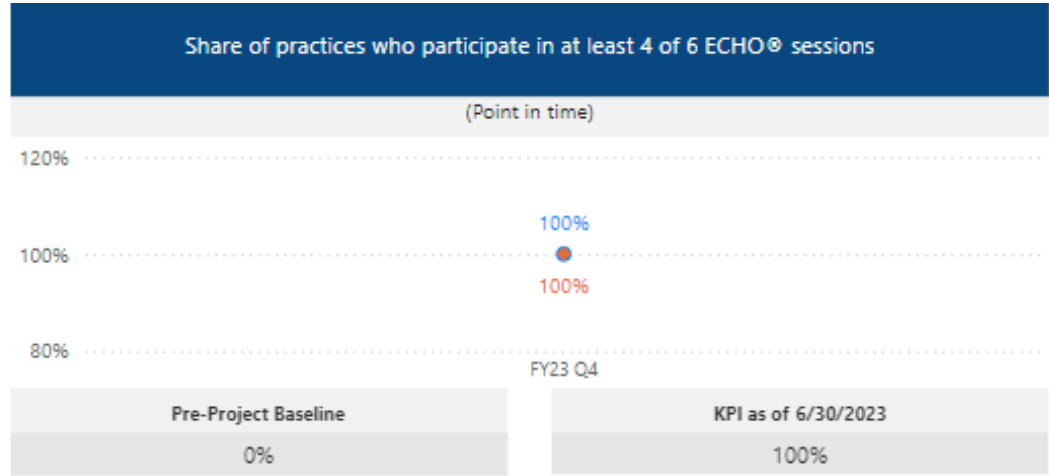 Share of practices who participate in at least 4 of 6 ECHO® sessions
(Point in time)
120%
100%
100%
100%
80%
FY23 Q4
Pre-Project Baseline
KPI as of 6/30/2023
0%
100%